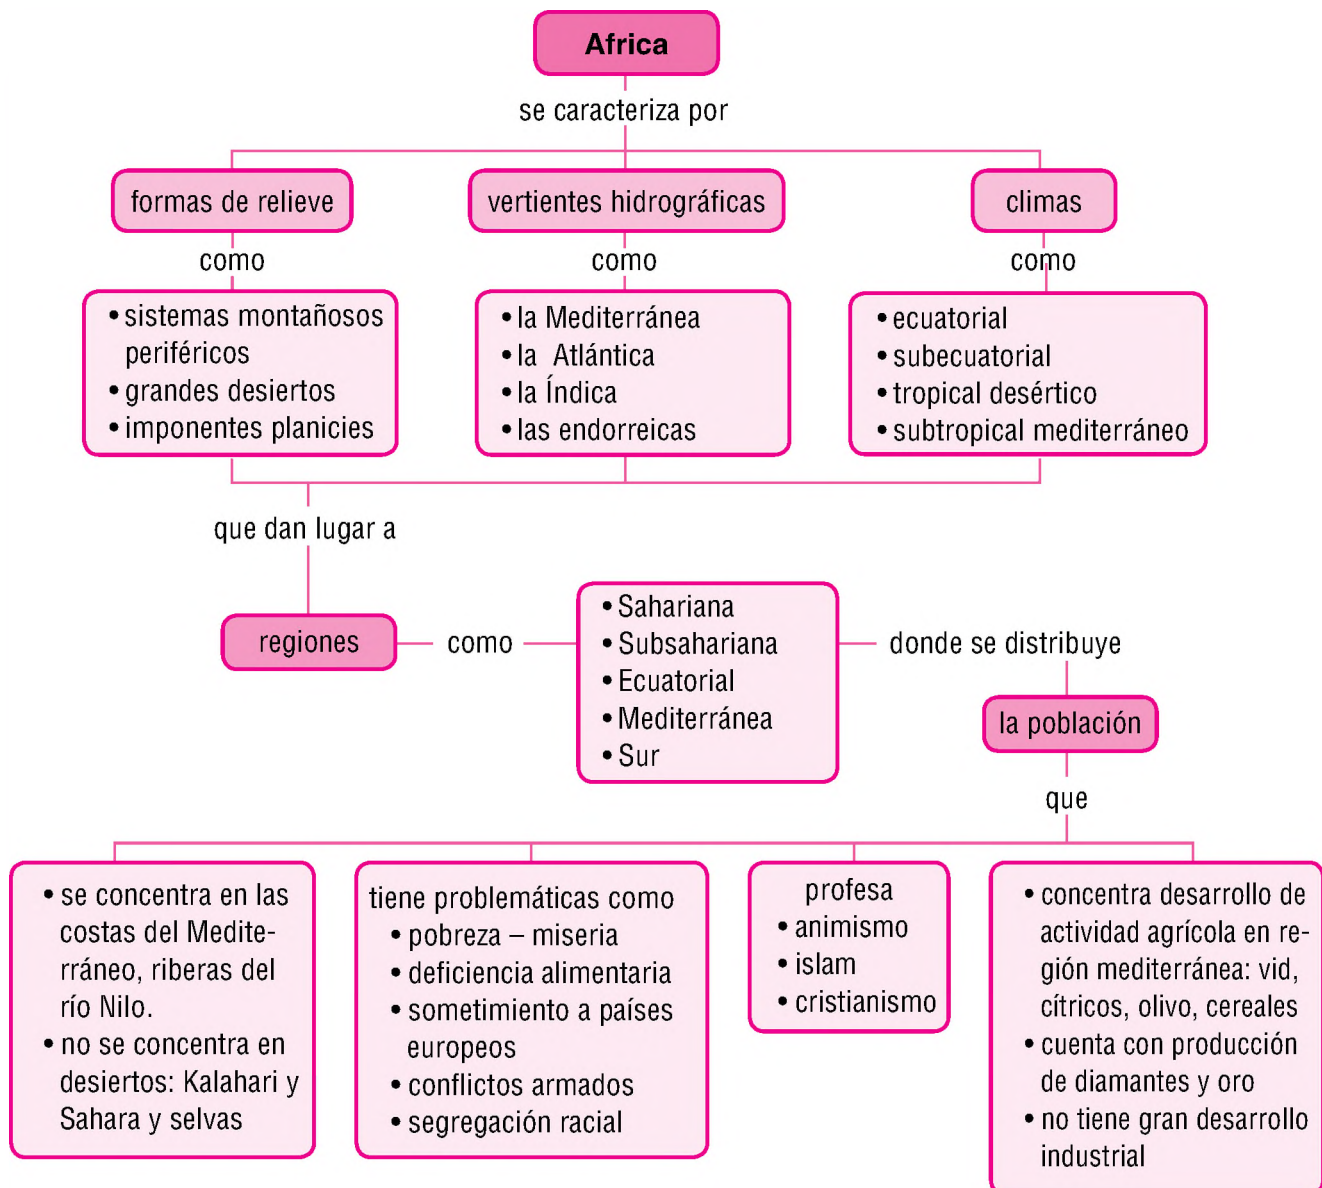 Africa
se caracteriza por
formas de relieve
vertientes hidrográficas
climas
como
como
como
• sistemas montañosos
periféricos
• grandes desiertos
• imponentes planicies
• la Mediterránea
• la Atlántica
• la Índica
• las endorreicas
• ecuatorial
• subecuatorial
• tropical desértico
• subtropical mediterráneo
que dan lugar a
regiones
como
• Sahariana
• Subsahariana
• Ecuatorial
• Mediterránea
• Sur
donde se distribuye
la población
que
• se concentra en las
costas del Medite-
rráneo, riberas del
río Nilo.
• no se concentra en
desiertos: Kalahari y
Sahara y selvas
tiene problemáticas como
• pobreza – miseria
• deficiencia alimentaria
• sometimiento a países
europeos
• conflictos armados
• segregación racial
profesa
• animismo
• islam
• cristianismo
• concentra desarrollo de
actividad agrícola en re-
gión mediterránea: vid,
cítricos, olivo, cereales
• cuenta con producción
de diamantes y oro
• no tiene gran desarrollo
industrial